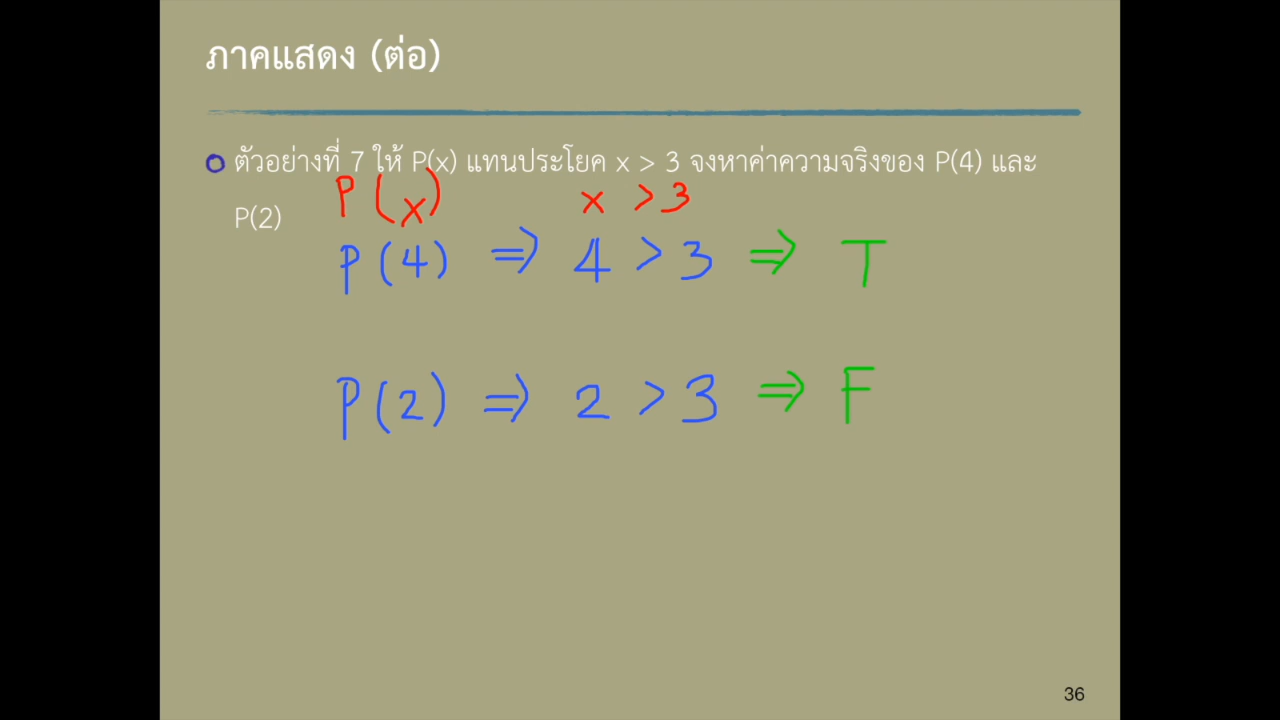 ภาคแสดง (ต่อ)
ตัวอย่างที่ 7 ให้ P(x) แทนประโยค x > 3 จงหาค่าความจริงของ P(4) และ
P(2)
P(x) x > 3
P(4) ⇒ 4 > 3 ⇒ T
P(2) ⇒ 2 > 3 ⇒ F
36